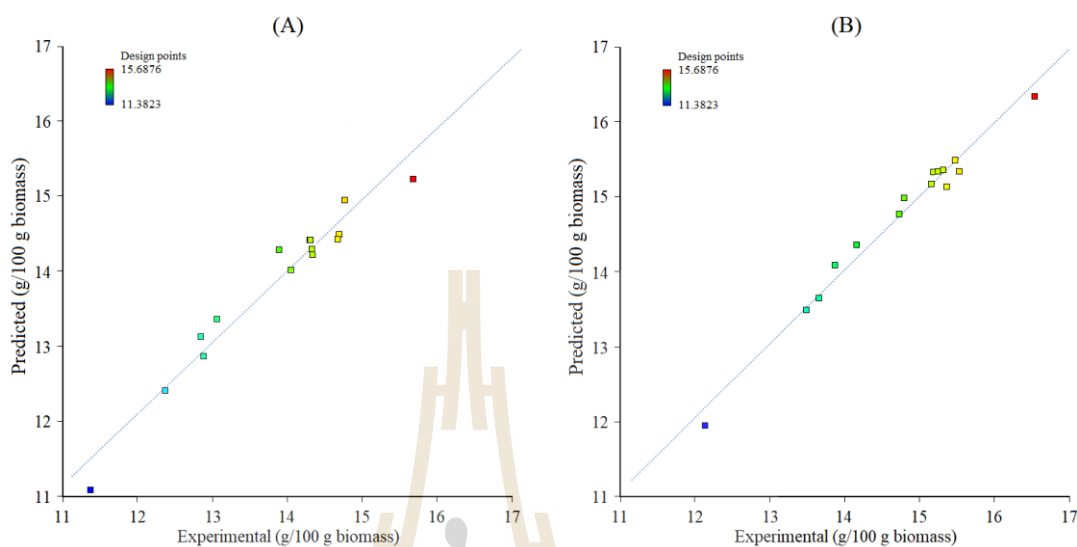 (A)
17
16
15
14
13
12
11
Predicted (g/100 g biomass)
Design points
15.6876
11.3823
11 12 13 14 15 16 17
Experimental (g/100 g biomass)
(B)
17
16
15
14
13
12
11
Predicted (g/100 g biomass)
Design points
15.6876
11.3823
11 12 13 14 15 16 17
Experimental (g/100 g biomass)